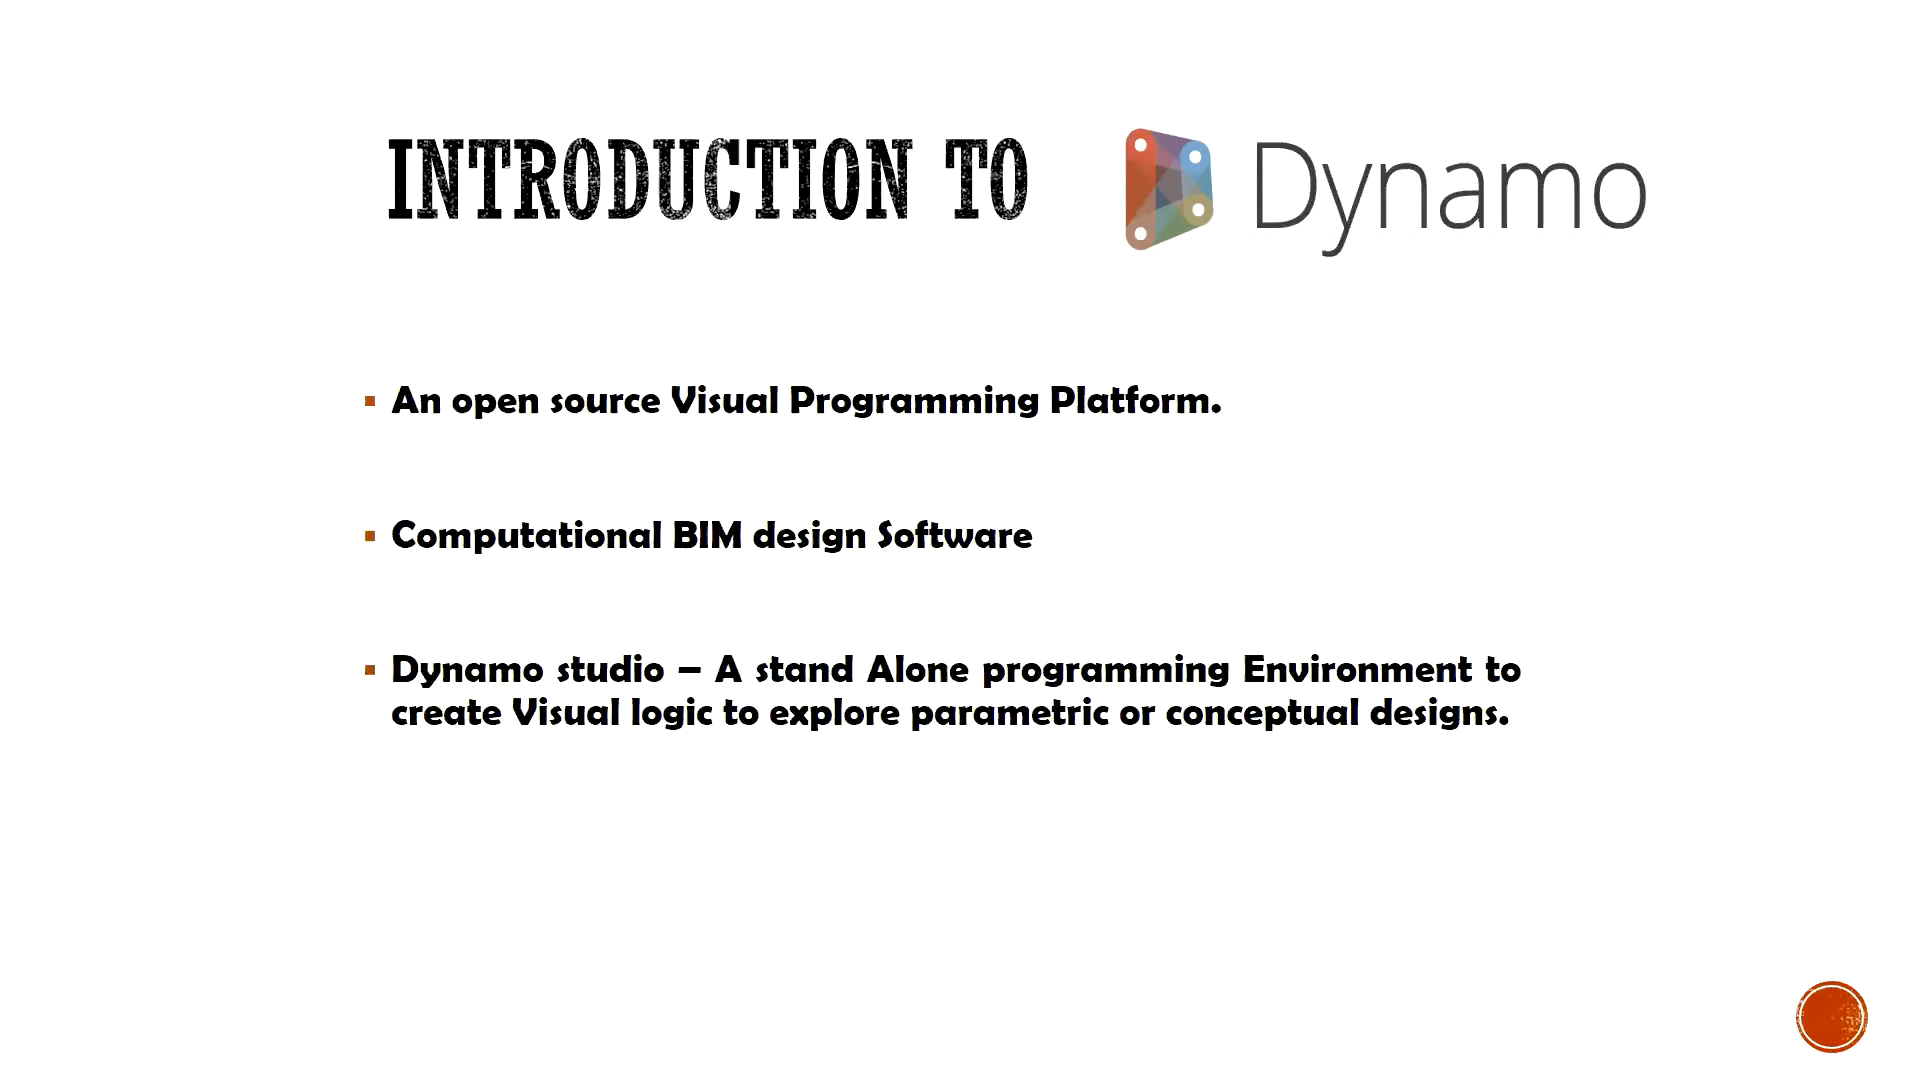 INTRODUCTION TO Dynamo
▪ An open source Visual Programming Platform.
▪ Computational BIM design Software
▪ Dynamo studio – A stand Alone programming Environment to
create Visual logic to explore parametric or conceptual designs.